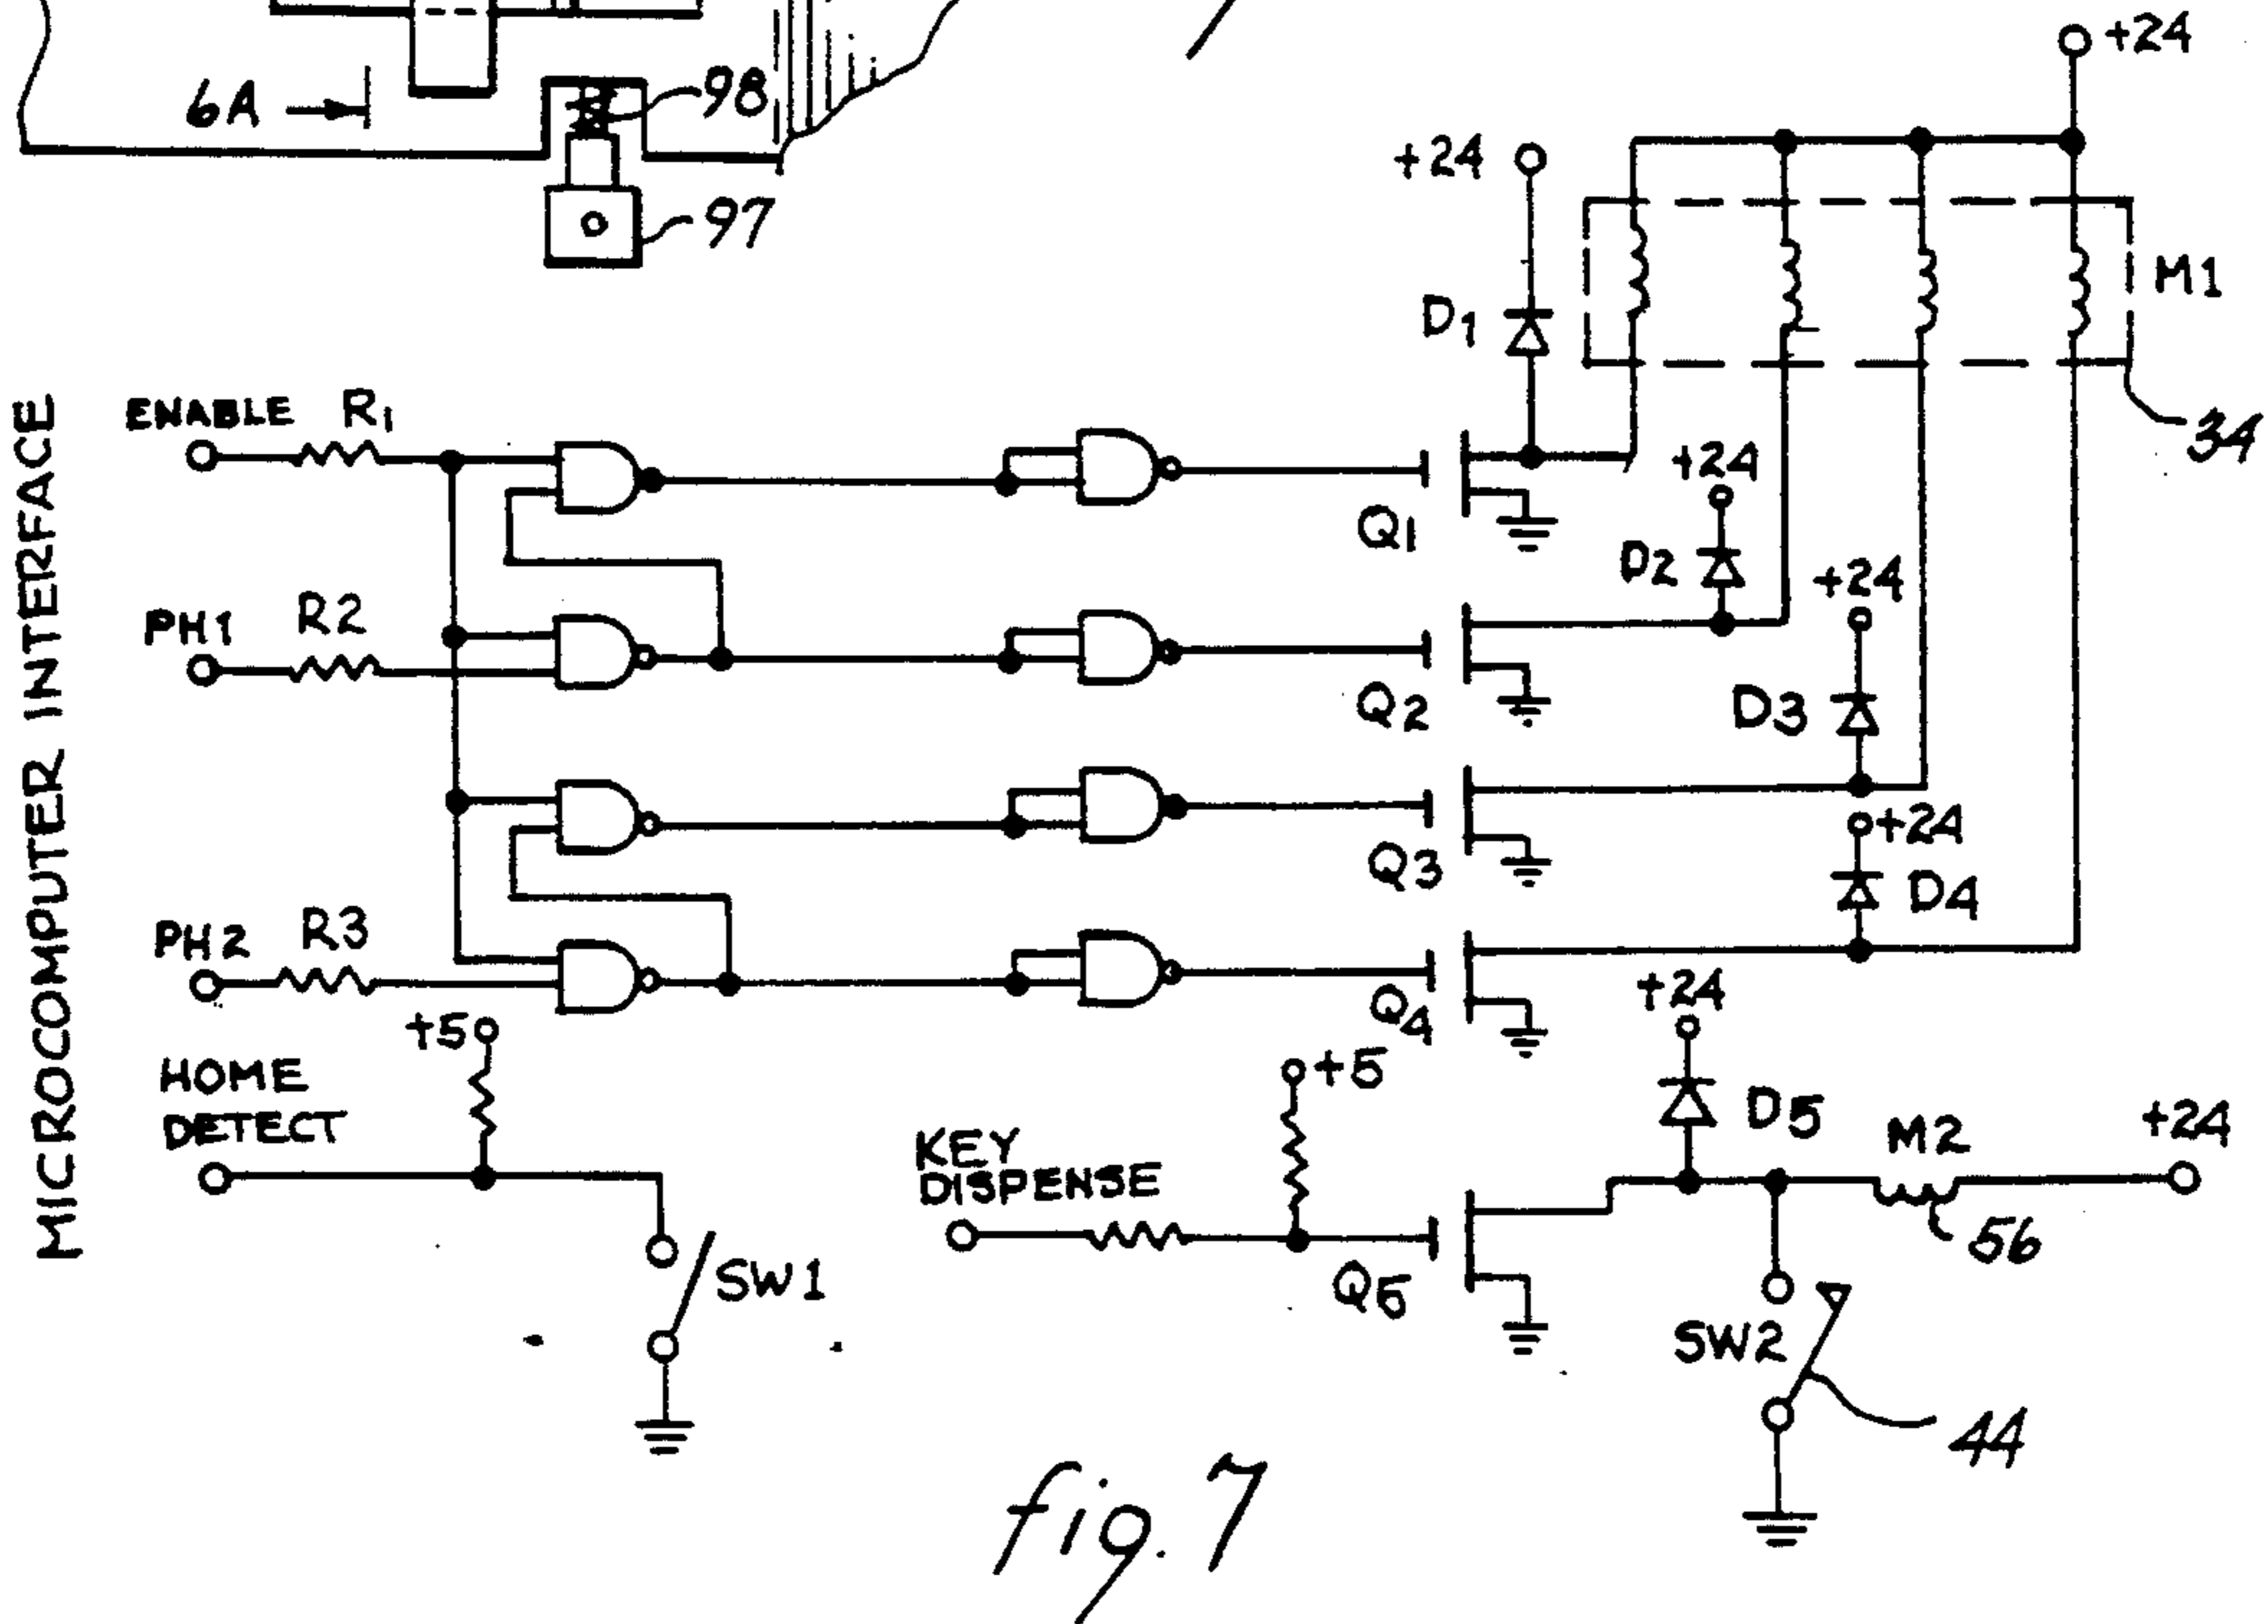 +24
98
6A
+24
97
M1
D1
34
MICROCOMPUTER INTERFACE
ENABLE R1
+24
Q1
D2
+24
PH1 R2
D3
Q2
+24
Q3
D4
PH2 R3
+24
Q4
+5
+5
HOME
DETECT
D5
M2
+24
KEY
DISPENSE
56
SW1
Q5
SW2
44
fig. 7